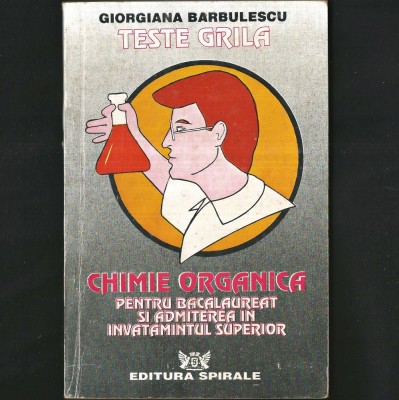 GIORGIANA BARBULESCU
TESTE GRILA
CHIMIE ORGANICA
PENTRU BACALAUREAT
SI ADMITEREA IN
INVATAMINTUL SUPERIOR
EDITURA SPIRALE